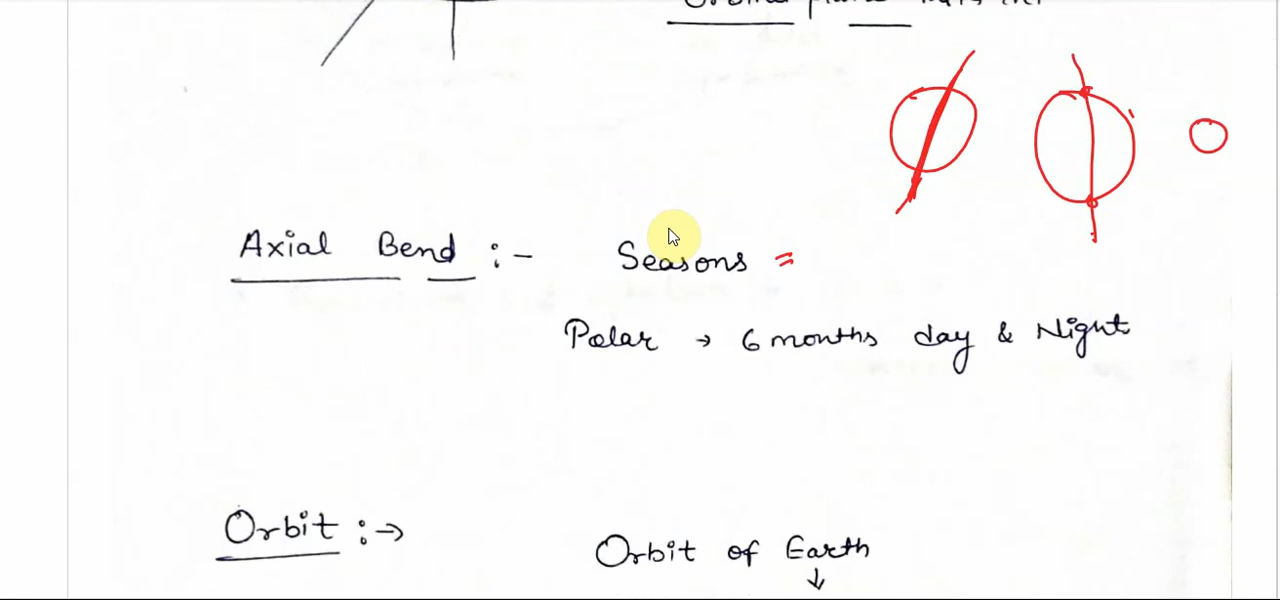 Axial Bend :- Seasons =
Polar → 6 months day & Night
Orbit :→
Orbit of Earth
↓